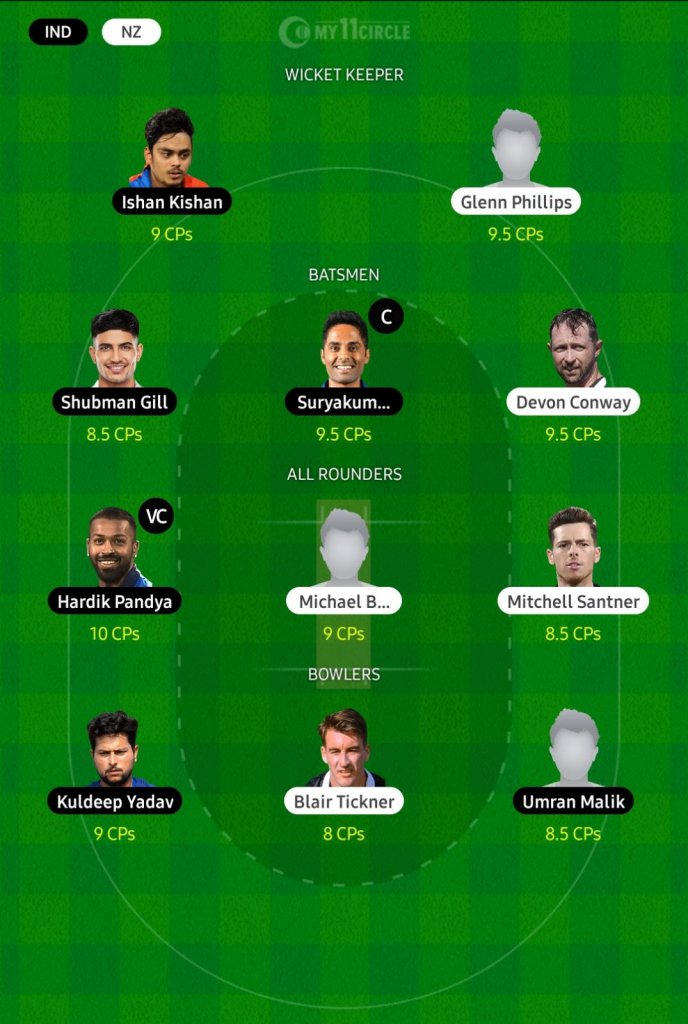 IND NZ MY11CIRCLE
WICKET KEEPER
Ishan Kishan Glenn Phillips
9 CPs 9.5 CPs
BATSMEN
C
Shubman Gill Suryakum... Devon Conway
8.5 CPs 9.5 CPs 9.5 CPs
ALL ROUNDERS
VC
Hardik Pandya Michael B... Mitchell Santner
10 CPs 9 CPs 8.5 CPs
BOWLERS
Kuldeep Yadav Blair Tickner Umran Malik
9 CPs 8 CPs 8.5 CPs